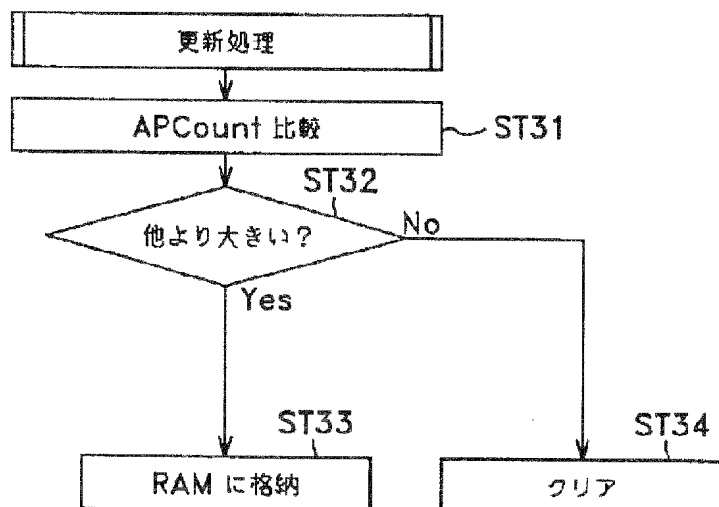 更新処理
APCount 比較
ST31
ST32
他より大きい?
No
Yes
ST33
ST34
RAM に格納
クリア